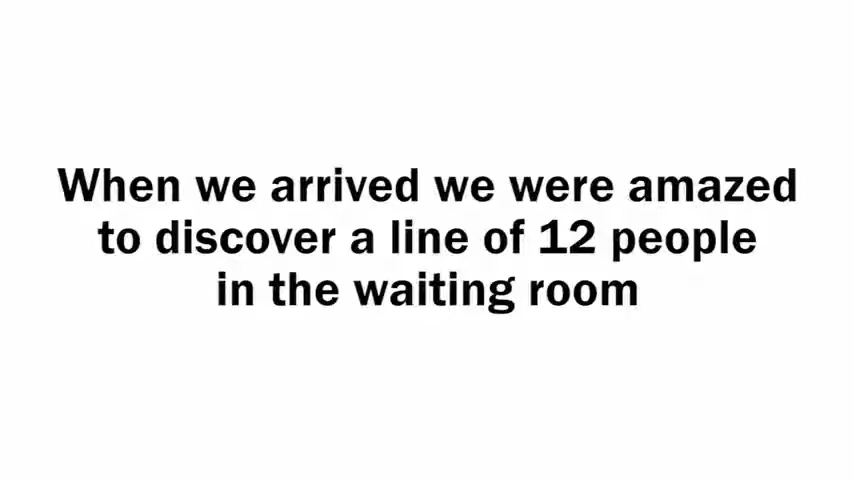 When we arrived we were amazed
to discover a line of 12 people
in the waiting room